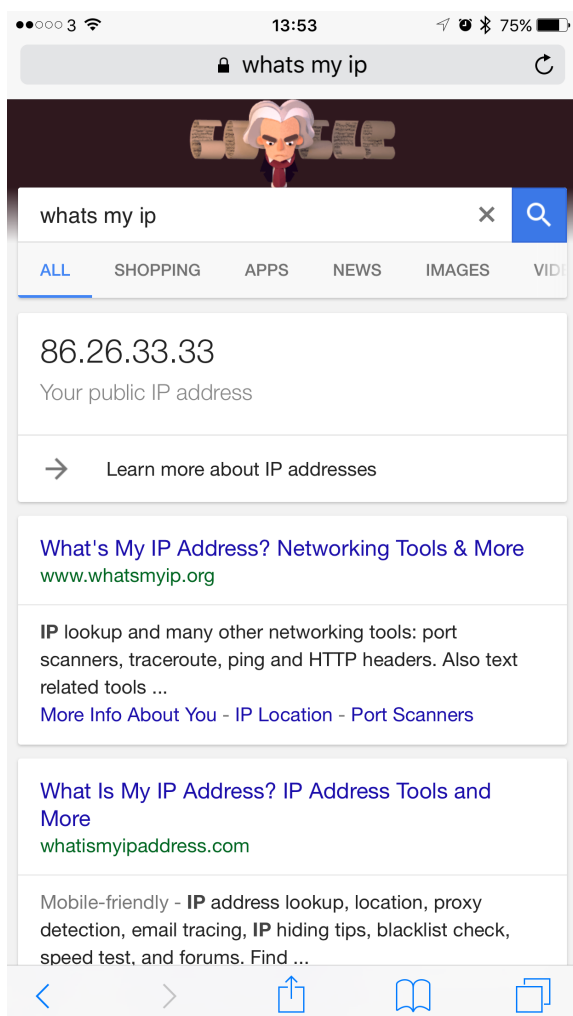 3 13:53 75%
whats my ip
whats my ip
ALL SHOPPING APPS NEWS IMAGES VID
86.26.33.33
Your public IP address
Learn more about IP addresses
What's My IP Address? Networking Tools & More
www.whatsmyip.org
IP lookup and many other networking tools: port
scanners, traceroute, ping and HTTP headers. Also text
related tools ...
More Info About You - IP Location - Port Scanners
What Is My IP Address? IP Address Tools and
More
whatismyipaddress.com
Mobile-friendly - IP address lookup, location, proxy
detection, email tracing, IP hiding tips, blacklist check,
speed test, and forums. Find ...